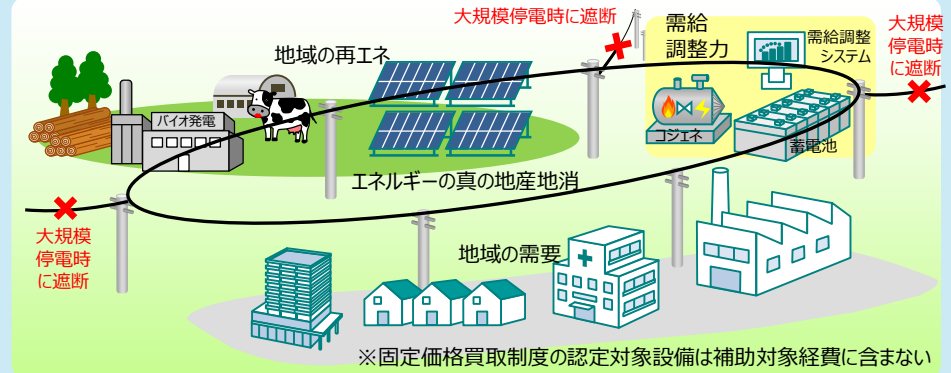 大規模停電時に遮断
需給
調整力
需給調整
システム
大規模
停電時
に遮断
地域の再エネ
バイオ発電
コジェネ
蓄電池
エネルギーの真の地産地消
大規模
停電時
に遮断
地域の需要
※固定価格買取制度の認定対象設備は補助対象経費に含まない